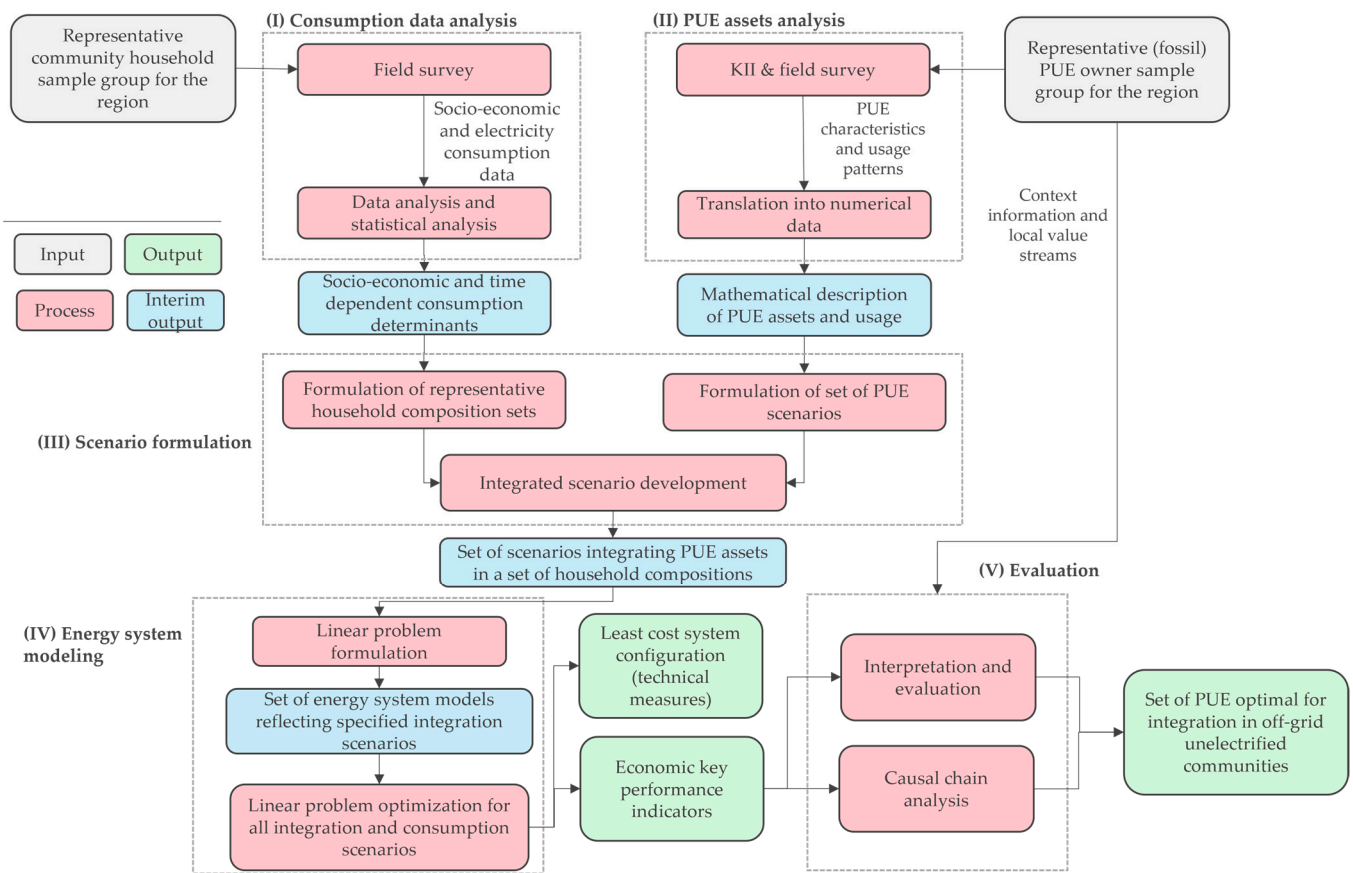 (I) Consumption data analysis
(II) PUE assets analysis
Representative
community household
sample group for the
region
Field survey
KII & field survey
Representative (fossil)
PUE owner sample
group for the region
Socio-economic
and electricity
consumption
data
PUE
characteristics
and usage
patterns
Data analysis and
statistical analysis
Translation into numerical
data
Context
information and
local value
streams
Input
Output
Process
Interim
output
Socio-economic and time
dependent consumption
determinants
Mathematical description
of PUE assets and usage
Formulation of representative
household composition sets
Formulation of set of PUE
scenarios
(III) Scenario formulation
Integrated scenario development
Set of scenarios integrating PUE assets
in a set of household compositions
(V) Evaluation
(IV) Energy system
modeling
Linear problem
formulation
Set of energy system models
reflecting specified integration
scenarios
Linear problem optimization for
all integration and consumption
scenarios
Least cost system
configuration
(technical
measures)
Economic key
performance
indicators
Interpretation and
evaluation
Causal chain
analysis
Set of PUE optimal for
integration in off-grid
unelectrified
communities